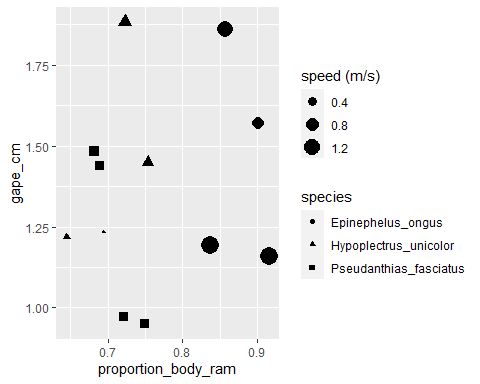 1.75
1.50
1.25
1.00
gape_cm
0.7 0.8 0.9
proportion_body_ram
speed (m/s)
0.4
0.8
1.2
species
Epinephelus_ongus
Hypoplectrus_unicolor
Pseudanthias_fasciatus